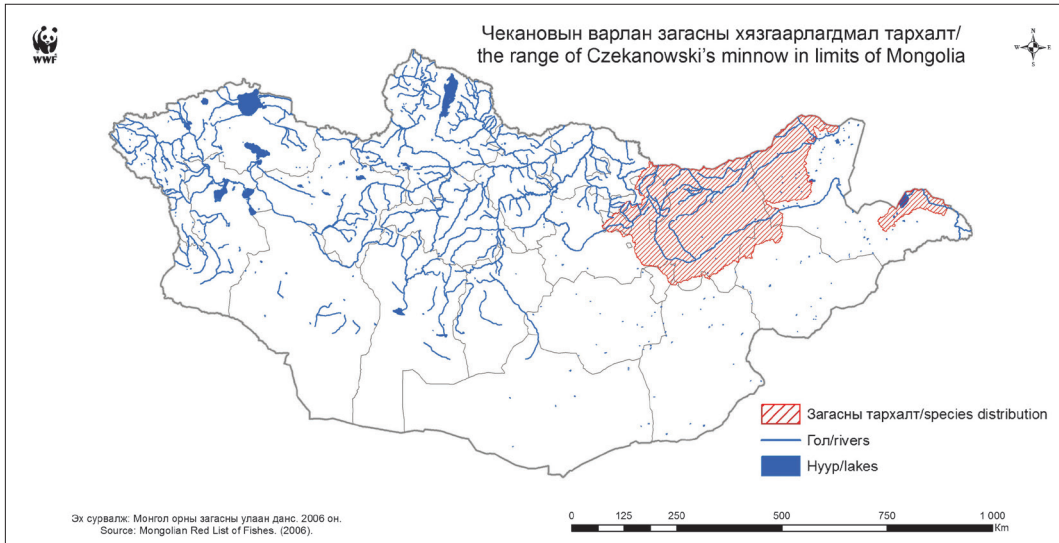 WWF
Чекановын варлан загасны хязгаарлагдмал тархалт/
the range of Czekanowski's minnow in limits of Mongolia
N
W E
S
Загасны тархалт/species distribution
Гол/rivers
Нуур/lakes
Эх сурвалж: Монгол орны загасны улаан данс. 2006 он.
Source: Mongolian Red List of Fishes. (2006).
0 125 250 500 750 1 000
Km